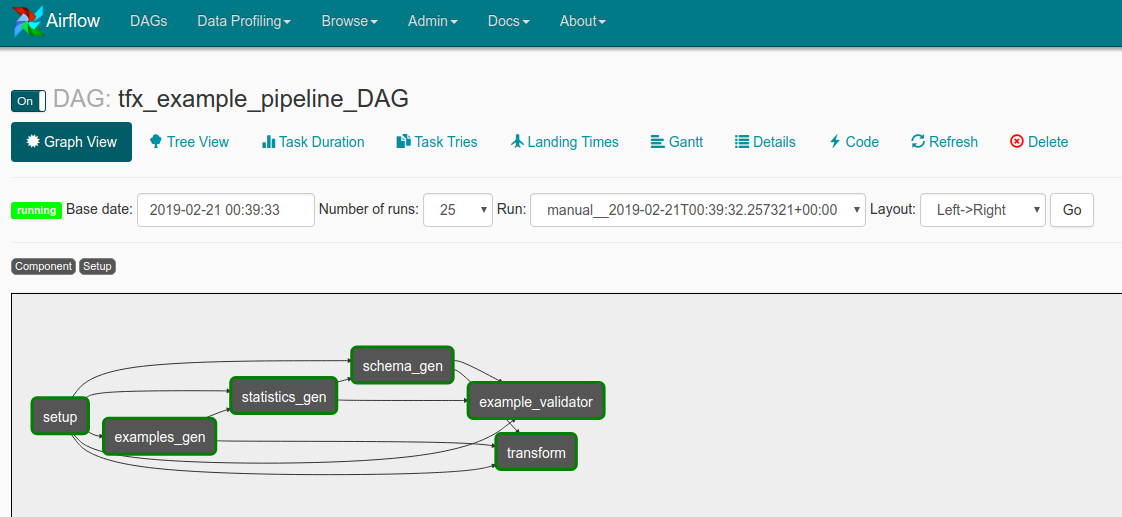 Airflow DAGs Data Profiling Browse Admin Docs About
On DAG: tfx_example_pipeline_DAG
Graph View Tree View Task Duration Task Tries Landing Times Gantt Details Code Refresh Delete
running Base date: 2019-02-21 00:39:33 Number of runs: 25 Run: manual__2019-02-21T00:39:32.257321+00:00 Layout: Left->Right Go
Component Setup
schema_gen
statistics_gen
example_validator
setup
examples_gen
transform